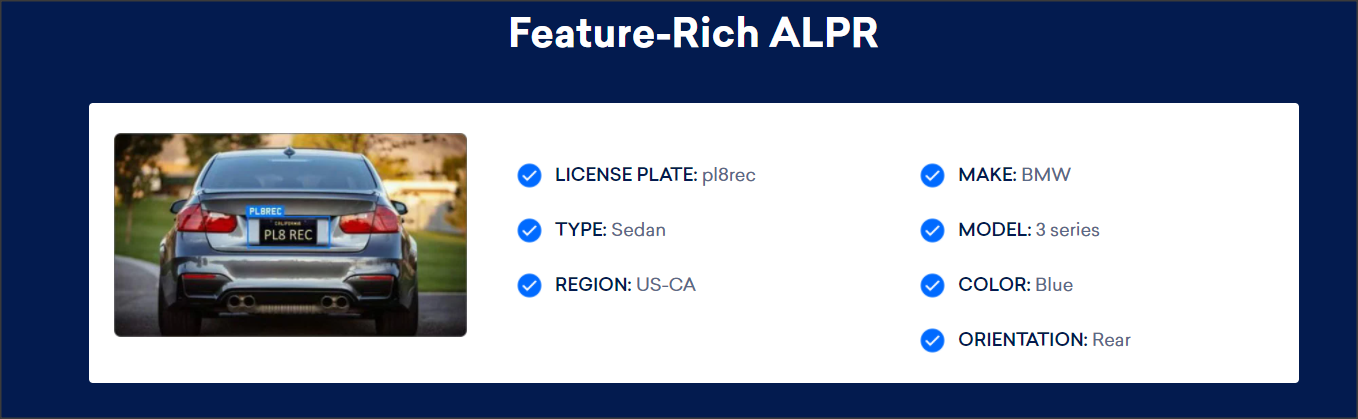 Feature-Rich ALPR
PL8REC
CALIFORNIA
PL8 REC
LICENSE PLATE: pl8rec
TYPE: Sedan
REGION: US-CA
MAKE: BMW
MODEL: 3 series
COLOR: Blue
ORIENTATION: Rear